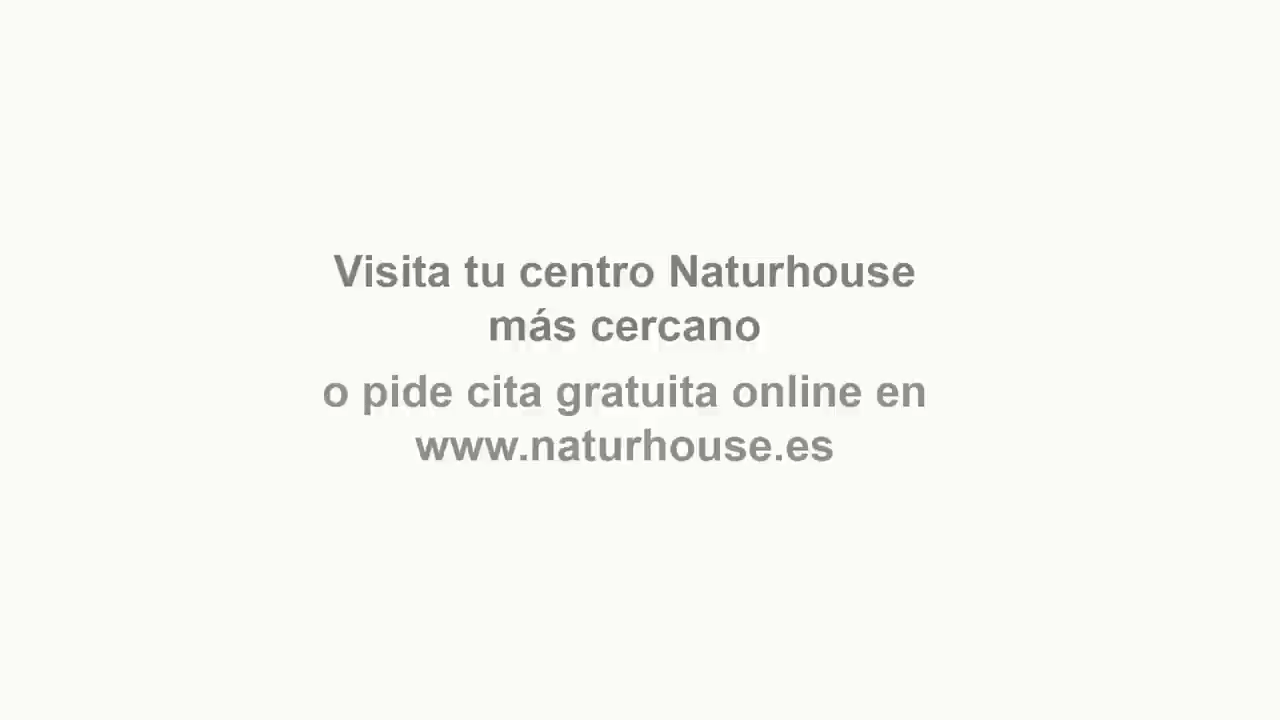 Visita tu centro Naturhouse
más cercano
o pide cita gratuita online en
www.naturhouse.es